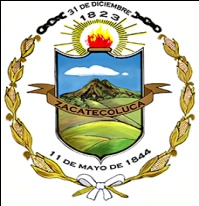 31 DE DICIEMBRE
1823
ZACATECOLUCA
11 DE MAYO DE 1844